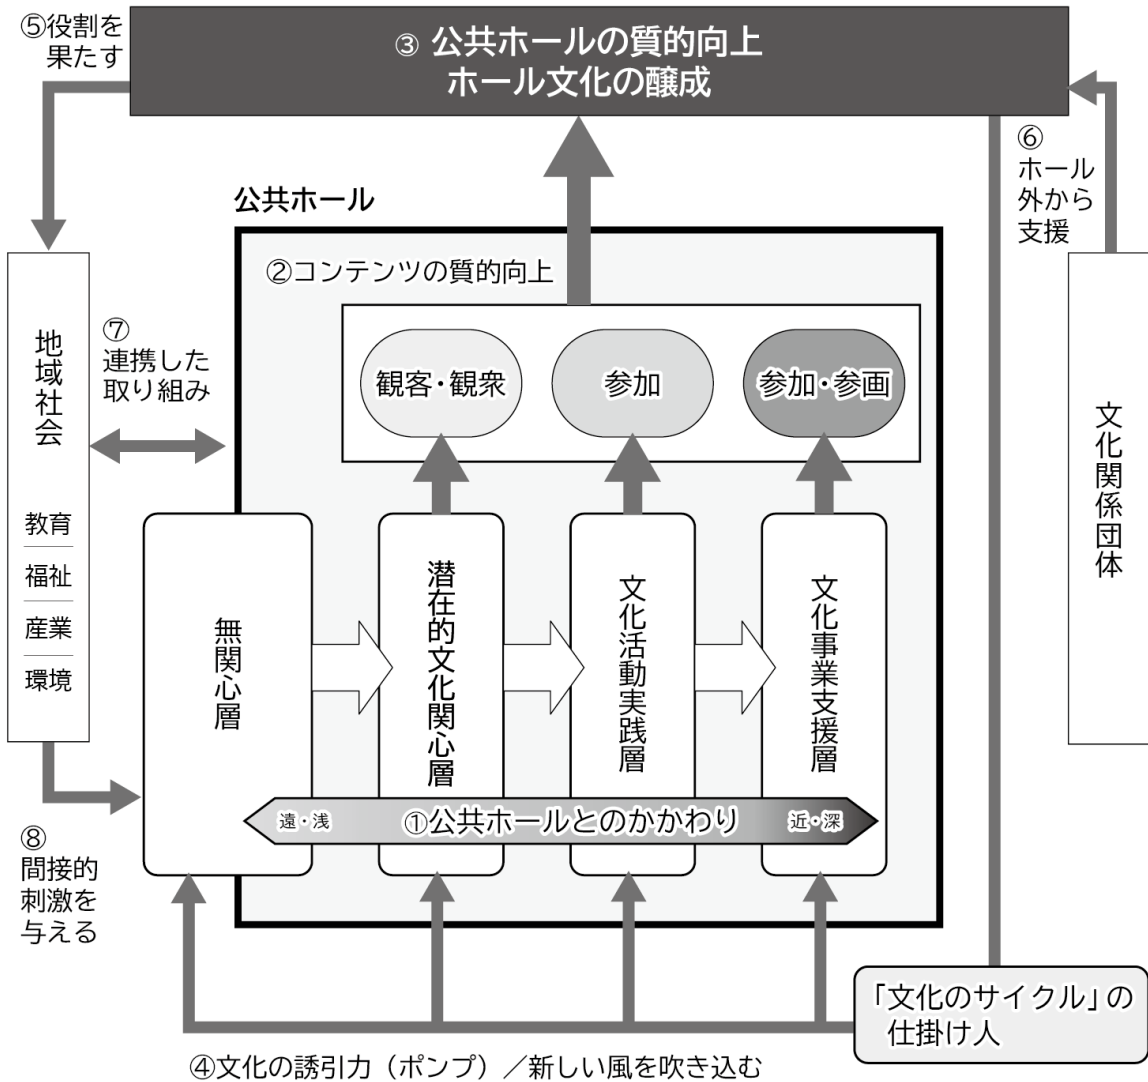 ⑤役割を
果たす
③ 公共ホールの質的向上
ホール文化の醸成
⑥
ホール
外から
支援
公共ホール
②コンテンツの質的向上
観客・観衆
参加
参加・参画
⑦
連携した
取り組み
地域社会
教育
福祉
産業
環境
文化関係団体
無関心層
潜在的文化関心層
文化活動実践層
文化事業支援層
遠・浅
①公共ホールとのかかわり
近・深
⑧
間接的
刺激を
与える
「文化のサイクル」の
仕掛け人
④文化の誘引力（ポンプ）／新しい風を吹き込む